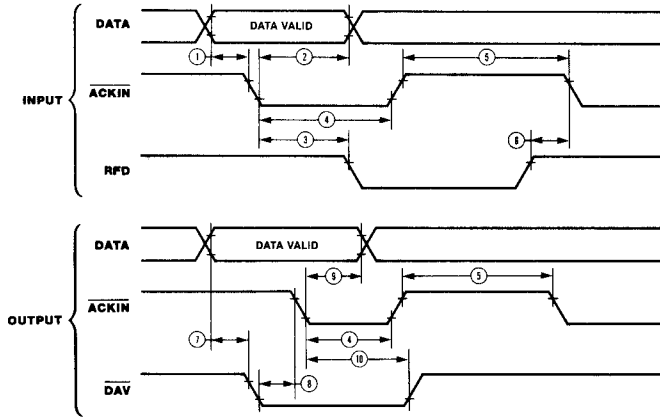 DATA
DATA VALID
1
2
5
INPUT
ACKIN
4
3
6
RFD
DATA
DATA VALID
9
5
ACKIN
OUTPUT
7
4
10
8
DAV